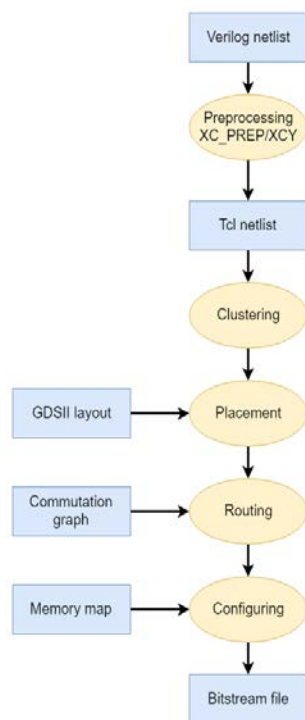 Verilog netlist
Preprocessing
XC_PREP/XCY
Tcl netlist
Clustering
GDSII layout
Placement
Commutation
graph
Routing
Memory map
Configuring
Bitstream file